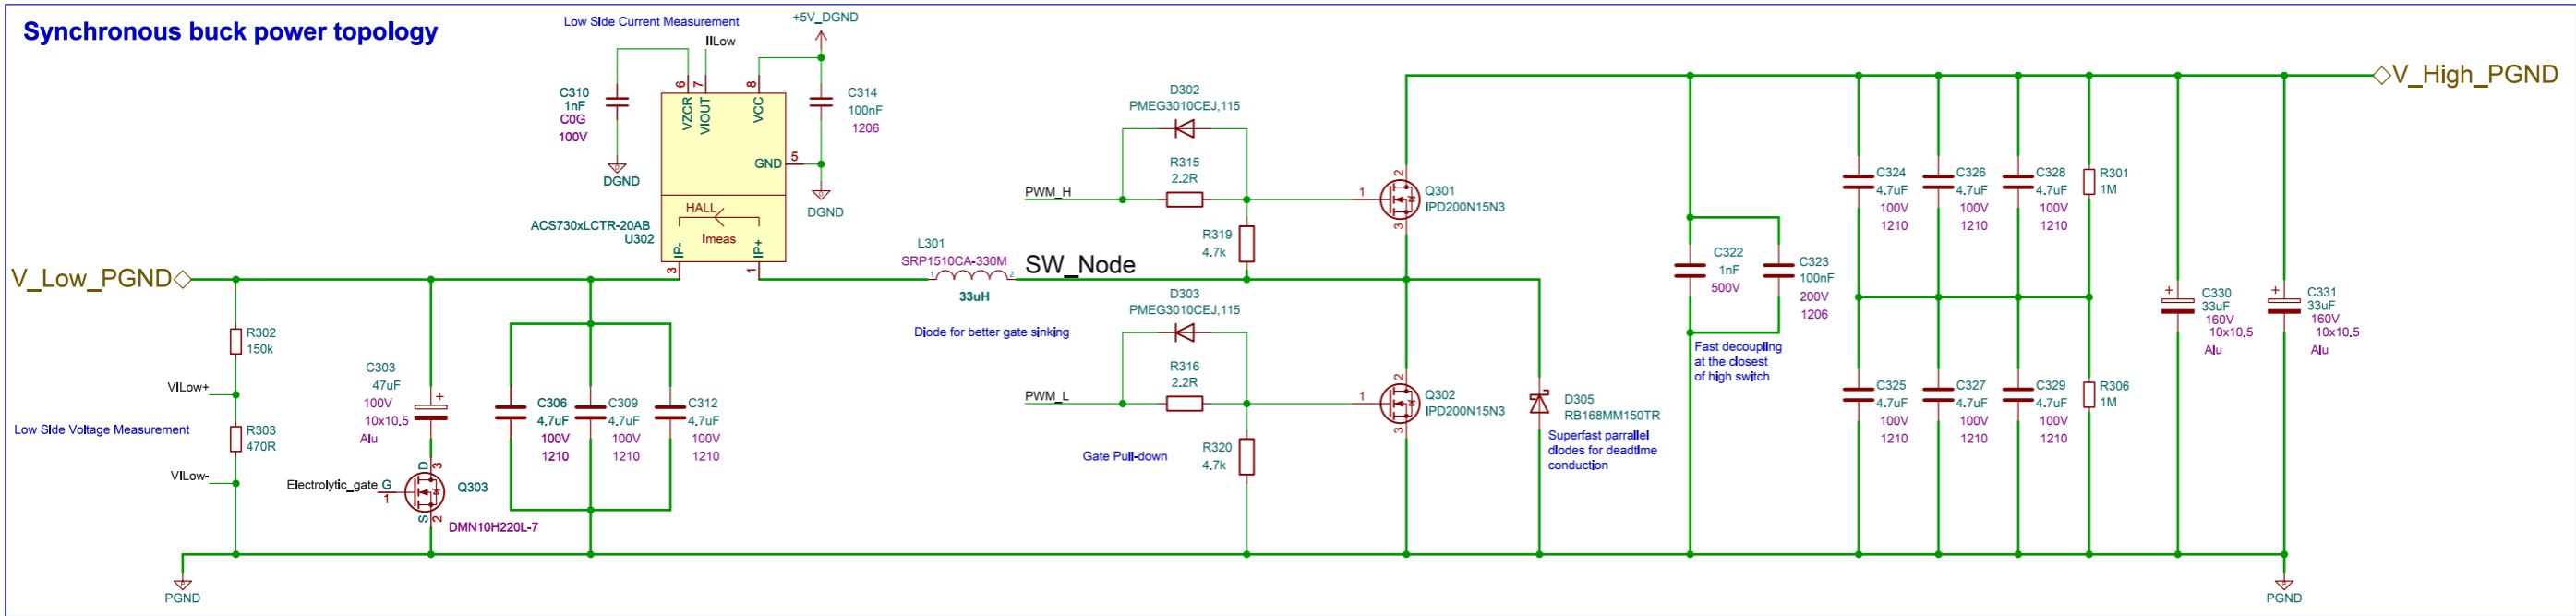 Synchronous buck power topology
Low Side Current Measurement
+5V_DGND
IILow
C310
1nF
C0G
100V
DGND
6
7
8
VZCR
VIOUT
VCC
GND
5
C314
100nF
1206
DGND
HALL
Imeas
IP-
IP+
3
1
ACS730xLCTR-20AB
U302
V_Low_PGND
R302
150k
VILow+
Low Side Voltage Measurement
R303
470R
VILow-
PGND
C303
47uF
100V
10x10.5
Alu
+
Electrolytic_gate
G
1
D
3
S
2
Q303
DMN10H220L-7
C306
4.7uF
100V
1210
C309
4.7uF
100V
1210
C312
4.7uF
100V
1210
L301
SRP1510CA-330M
1
2
33uH
SW_Node
D302
PMEG3010CEJ,115
R315
2.2R
PWM_H
R319
4.7k
1
2
3
Q301
IPD200N15N3
Diode for better gate sinking
D303
PMEG3010CEJ,115
R316
2.2R
PWM_L
Gate Pull-down
R320
4.7k
1
2
3
Q302
IPD200N15N3
D305
RB168MM150TR
Superfast parrallel
diodes for deadtime
conduction
C322
1nF
500V
C323
100nF
200V
1206
Fast decoupling
at the closest
of high switch
C324
4.7uF
100V
1210
C326
4.7uF
100V
1210
C328
4.7uF
100V
1210
R301
1M
C325
4.7uF
100V
1210
C327
4.7uF
100V
1210
C329
4.7uF
100V
1210
R306
1M
+
C330
33uF
160V
10x10.5
Alu
+
C331
33uF
160V
10x10.5
Alu
V_High_PGND
PGND